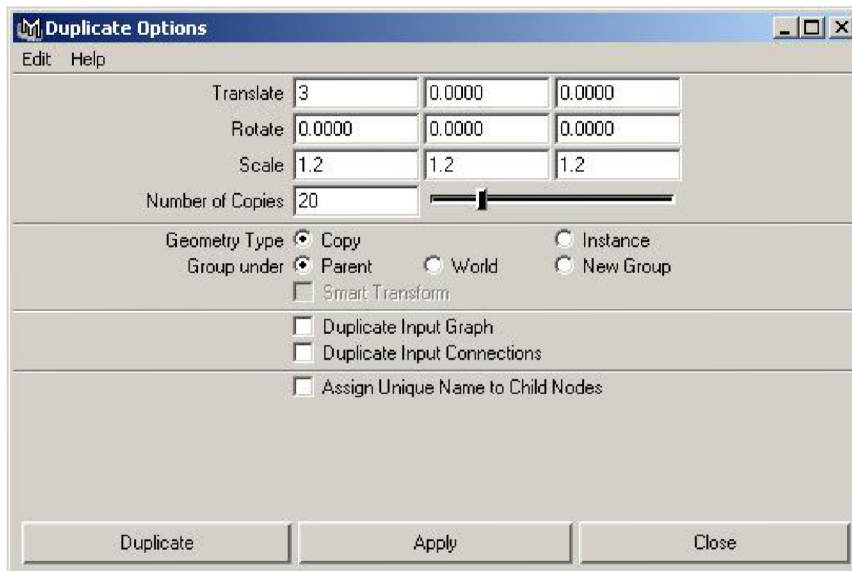 Duplicate Options
Edit Help
Translate 3 0.0000 0.0000
Rotate 0.0000 0.0000 0.0000
Scale 1.2 1.2 1.2
Number of Copies 20
Geometry Type Copy Instance
Group under Parent World New Group
Smart Transform
Duplicate Input Graph
Duplicate Input Connections
Assign Unique Name to Child Nodes
Duplicate Apply Close